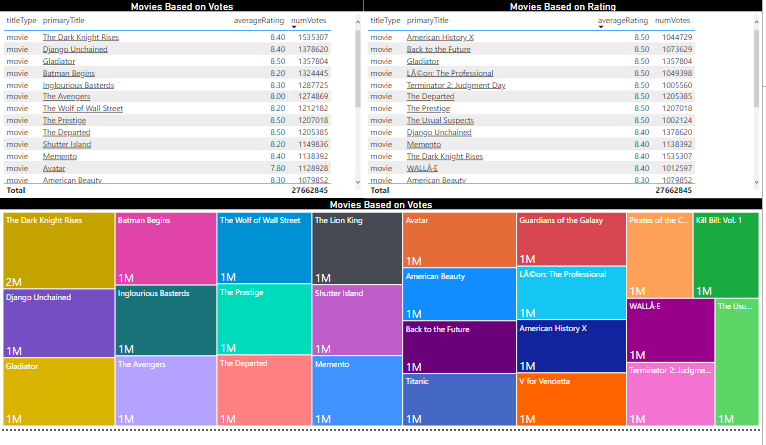 Movies Based on Votes
titleType primaryTitle averageRating numVotes
movie The Dark Knight Rises 8.40 1535307
movie Django Unchained 8.40 1378620
movie Gladiator 8.50 1357804
movie Batman Begins 8.20 1324445
movie Inglourious Basterds 8.30 1287725
movie The Avengers 8.00 1274869
movie The Wolf of Wall Street 8.20 1212182
movie The Prestige 8.50 1207018
movie The Departed 8.50 1205385
movie Shutter Island 8.20 1149836
movie Memento 8.40 1138392
movie Avatar 7.80 1128928
movie American Beauty 8.30 1079852
Total 27662845
Movies Based on Rating
titleType primaryTitle averageRating numVotes
movie American History X 8.50 1044729
movie Back to the Future 8.50 1073629
movie Gladiator 8.50 1357804
movie LÃ©on: The Professional 8.50 1049398
movie Terminator 2: Judgment Day 8.50 1005560
movie The Departed 8.50 1205385
movie The Prestige 8.50 1207018
movie The Usual Suspects 8.50 1002124
movie Django Unchained 8.40 1378620
movie Memento 8.40 1138392
movie The Dark Knight Rises 8.40 1535307
movie WALLÂ·E 8.40 1012597
movie American Beauty 8.30 1079852
Total 27662845
Movies Based on Votes
The Dark Knight Rises
2M
Django Unchained
1M
Gladiator
1M
Batman Begins
1M
Inglourious Basterds
1M
The Avengers
1M
The Wolf of Wall Street
1M
The Prestige
1M
The Departed
1M
The Lion King
1M
Shutter Island
1M
Memento
1M
Avatar
1M
American Beauty
1M
Back to the Future
1M
Titanic
1M
Guardians of the Galaxy
1M
LÃ©on: The Professional
1M
American History X
1M
V for Vendetta
1M
Pirates of the C...
1M
Kill Bill: Vol. 1
1M
WALLÂ·E
1M
Terminator 2: Judgme...
1M
The Usu...
1M